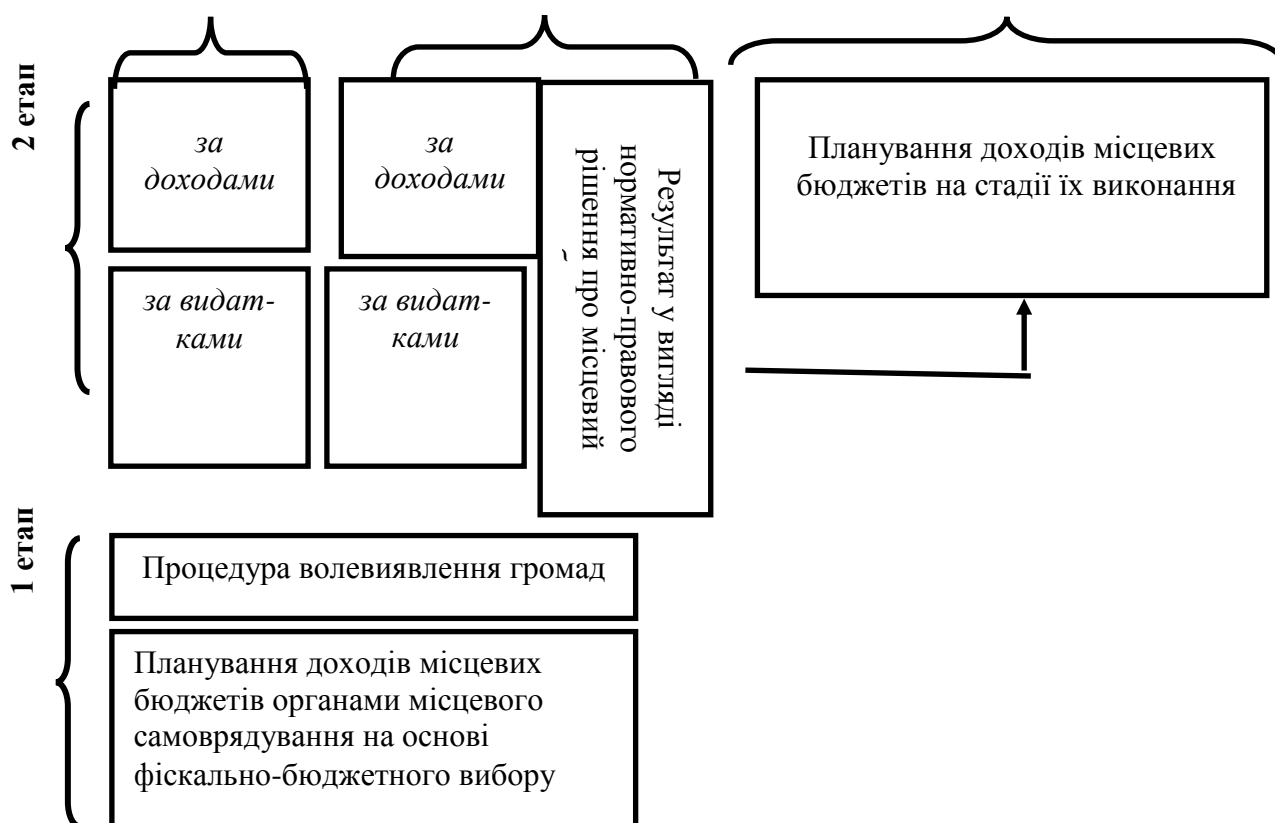 2 етап
за
доходами
за
доходами
Результат у вигляді
нормативно-правового
рішення про місцевий
Планування доходів місцевих
бюджетів на стадії їх виконання
за видат-
ками
за видат-
ками
1 етап
Процедура волевиявлення громад
Планування доходів місцевих
бюджетів органами місцевого
самоврядування на основі
фіскально-бюджетного вибору